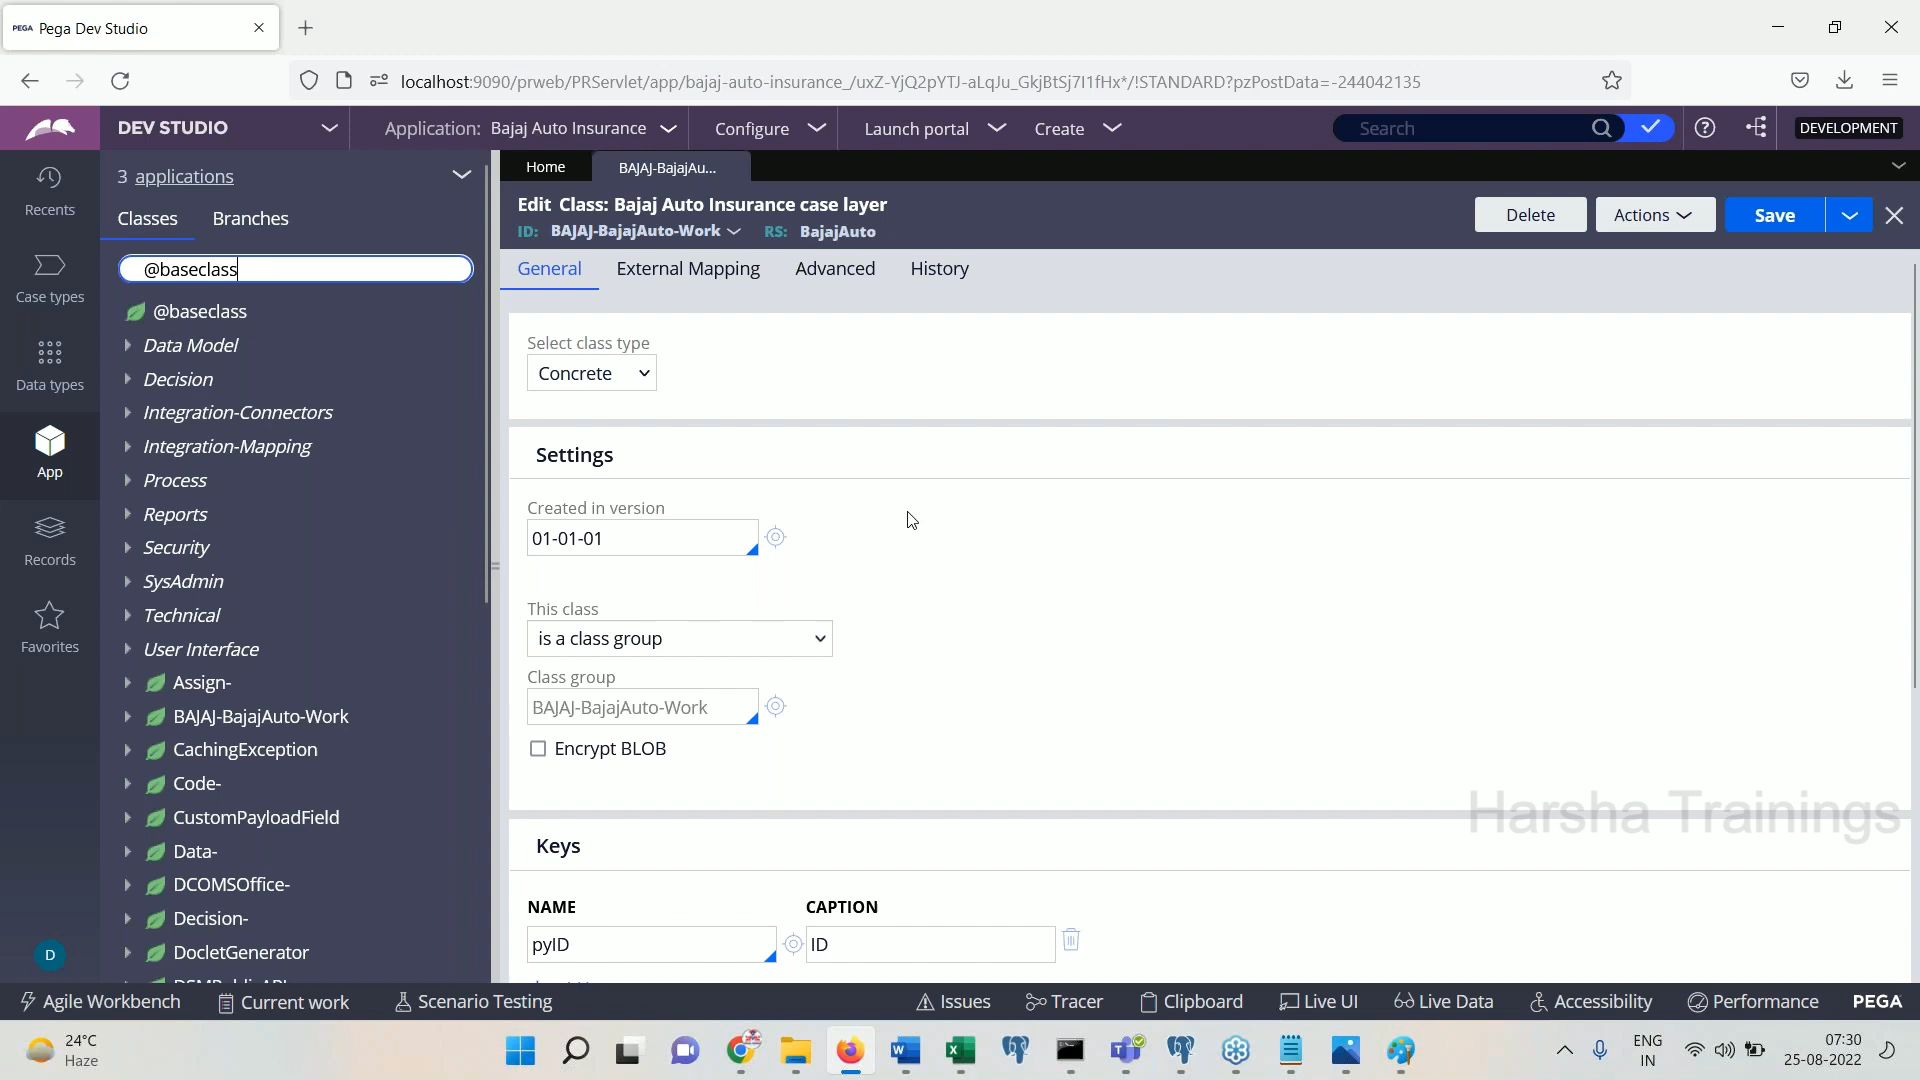 PEGA Pega Dev Studio
localhost:9090/prweb/PRServlet/app/bajaj-auto-insurance_/uxZ-YjQ2pYTJ-aLqJu_GkjBtSj7I1fHx*/!STANDARD?pzPostData=-244042135
DEV STUDIO
Application: Bajaj Auto Insurance
Configure
Launch portal
Create
Search
DEVELOPMENT
Recents
Case types
Data types
App
Records
Favorites
D
3 applications
Classes
Branches
@baseclass
@baseclass
Data Model
Decision
Integration-Connectors
Integration-Mapping
Process
Reports
Security
SysAdmin
Technical
User Interface
Assign-
BAJAJ-BajajAuto-Work
CachingException
Code-
CustomPayloadField
Data-
DCOMSOffice-
Decision-
DocletGenerator
Home
BAJAJ-BajajAu...
Edit Class: Bajaj Auto Insurance case layer
ID: BAJAJ-BajajAuto-Work RS: BajajAuto
Delete
Actions
Save
General
External Mapping
Advanced
History
Select class type
Concrete
Settings
Created in version
01-01-01
This class
is a class group
Class group
BAJAJ-BajajAuto-Work
Encrypt BLOB
Harsha Trainings
Keys
NAME
CAPTION
pyID
ID
Agile Workbench
Current work
Scenario Testing
Issues
Tracer
Clipboard
Live UI
Live Data
Accessibility
Performance
PEGA
24°C
Haze
ENG
IN
07:30
25-08-2022